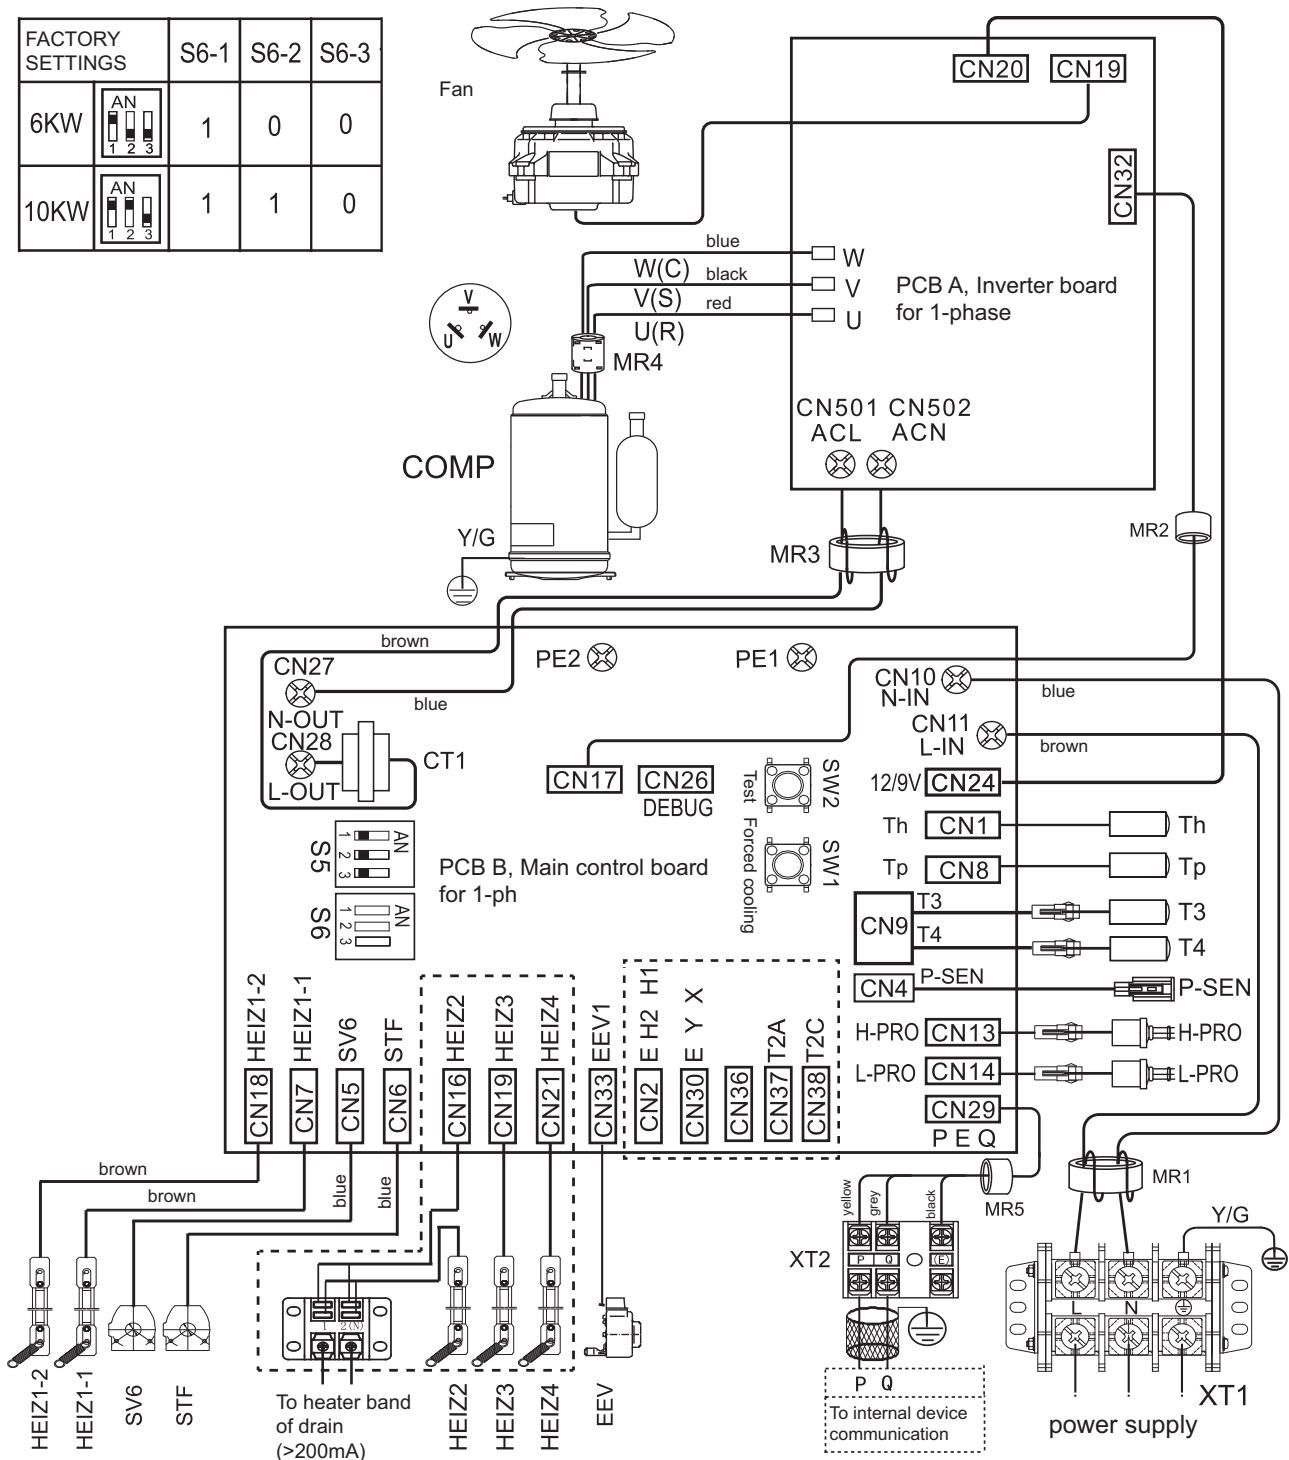 FACTORY
SETTINGS
S6-1
S6-2
S6-3
6KW
AN
1 2 3
1
0
0
10KW
AN
1 2 3
1
1
0
Fan
CN20
CN19
CN32
blue
W
W(C)
black
V
V(S)
red
U
U(R)
PCB A, Inverter board
for 1-phase
V
U
W
MR4
COMP
Y/G
CN501
CN502
ACL
ACN
MR3
MR2
brown
CN27
N-OUT
blue
CN28
L-OUT
CT1
PE2
PE1
CN10
N-IN
blue
CN11
L-IN
brown
CN17
CN26
DEBUG
SW2
Test
SW1
Forced cooling
12/9V
CN24
Th
CN1
Th
Tp
CN8
Tp
CN9
T3
T3
T4
T4
CN4
P-SEN
P-SEN
H-PRO
CN13
H-PRO
L-PRO
CN14
L-PRO
CN29
P E Q
S5
1
2
3
AN
S6
1
2
3
AN
PCB B, Main control board
for 1-ph
HEIZ1-2
CN18
HEIZ1-1
CN7
SV6
CN5
STF
CN6
HEIZ2
CN16
HEIZ3
CN19
HEIZ4
CN21
EEV1
CN33
E H2 H1
CN2
E Y X
CN30
CN36
T2A
CN37
T2C
CN38
brown
brown
blue
blue
yellow
grey
black
MR5
MR1
Y/G
XT2
P
Q
(E)
L
N
XT1
power supply
1
2(N)
To heater band
of drain
(>200mA)
HEIZ1-2
HEIZ1-1
SV6
STF
HEIZ2
HEIZ3
HEIZ4
EEV
P Q
To internal device
communication